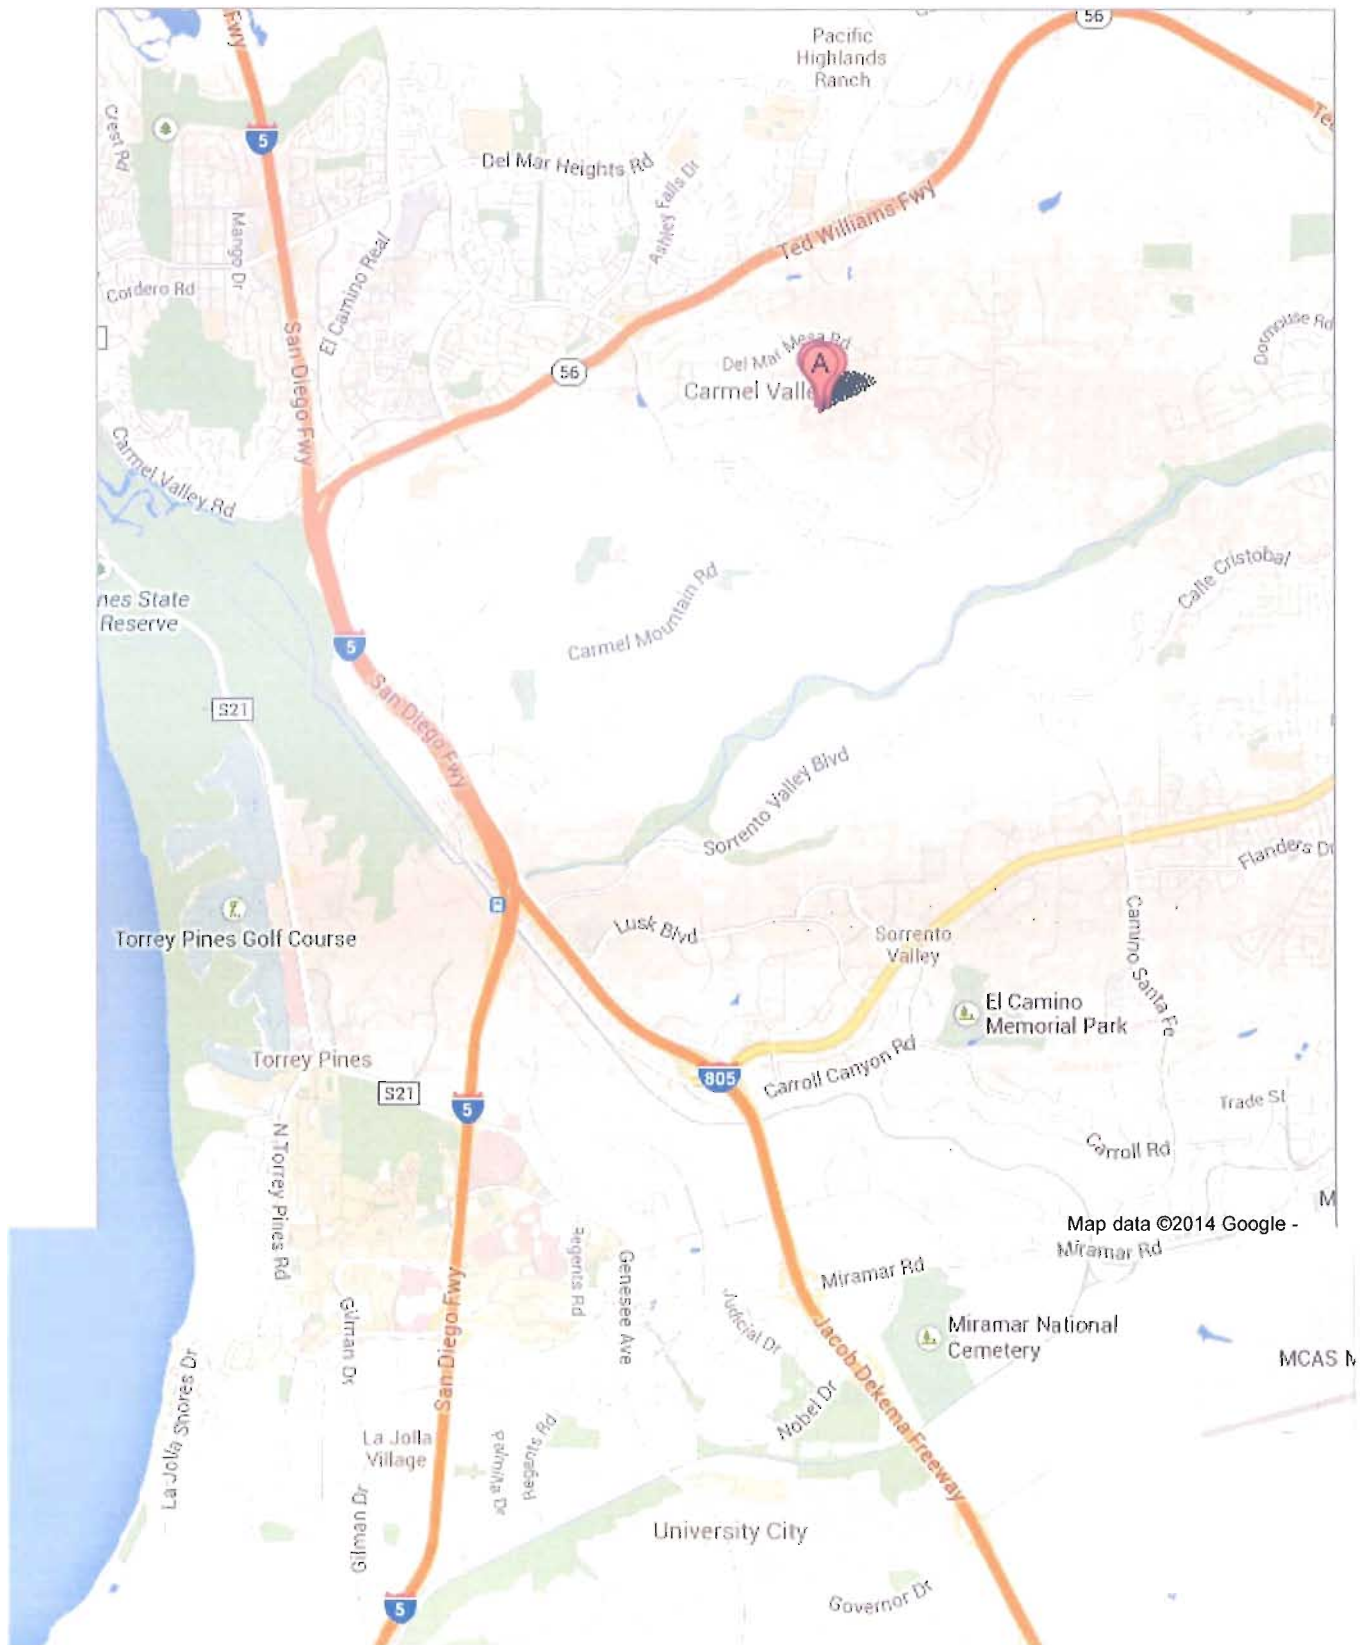 Fwy
56
Pacific
Highlands
Ranch
Crest Rd
5
Del Mar Heights Rd
Ashley Falls Dr
Mango Dr
Ted Williams Fwy
El Camino Real
Cordero Rd
San Diego Fwy
Del Mar Mesa Rd
A
56
Carmel Valle
Dormouse Rd
Carmel Valley Rd
nes State
Reserve
Carmel Mountain Rd
Calle Cristobal
5
S21
San Diego Fwy
Sorrento Valley Blvd
Flanders Dr
Torrey Pines Golf Course
Lusk Blvd
Sorrento
Valley
Camino Santa Fe
El Camino
Memorial Park
Torrey Pines
805
Carroll Canyon Rd
S21
5
Trade St
Carroll Rd
N Torrey Pines Rd
M
Map data ©2014 Google -
Miramar Rd
Regents Rd
Genesee Ave
Miramar Rd
San Diego Fwy
Gilman Dr
Judicial Dr
Jacob Dekema Freeway
Miramar National
Cemetery
MCAS M
La Jolla Shores Dr
Nobel Dr
La Jolla
Village
Palmilla Dr
Regents Rd
Gilman Dr
University City
Governor Dr
5